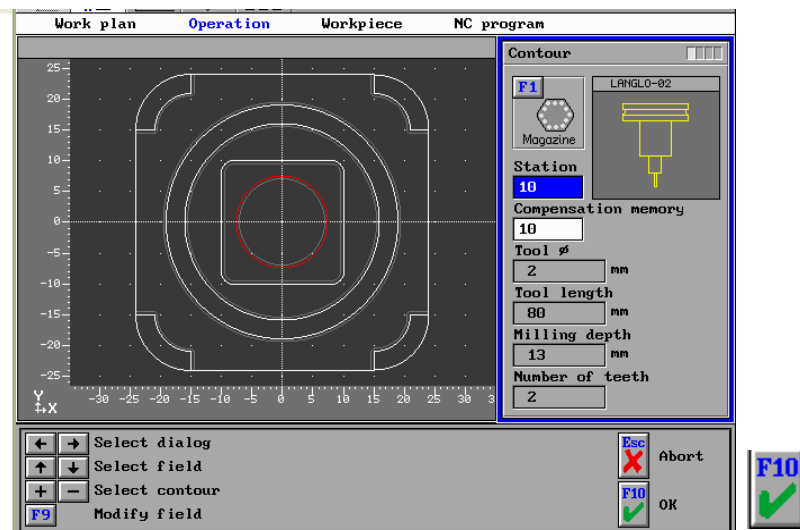 Work plan Operation Workpiece NC program
Contour
F1
LANGLO-02
Magazine
Station
10
Compensation memory
10
Tool ø
2 mm
Tool length
80 mm
Milling depth
13 mm
Number of teeth
2
25
20
15
10
5
0
-5
-10
-15
-20
-25
Y
X
-30 -25 -20 -15 -10 -5 0 5 10 15 20 25 30 3
← → Select dialog
↑ ↓ Select field
+ - Select contour
F9 Modify field
Esc Abort
F10 OK
F10